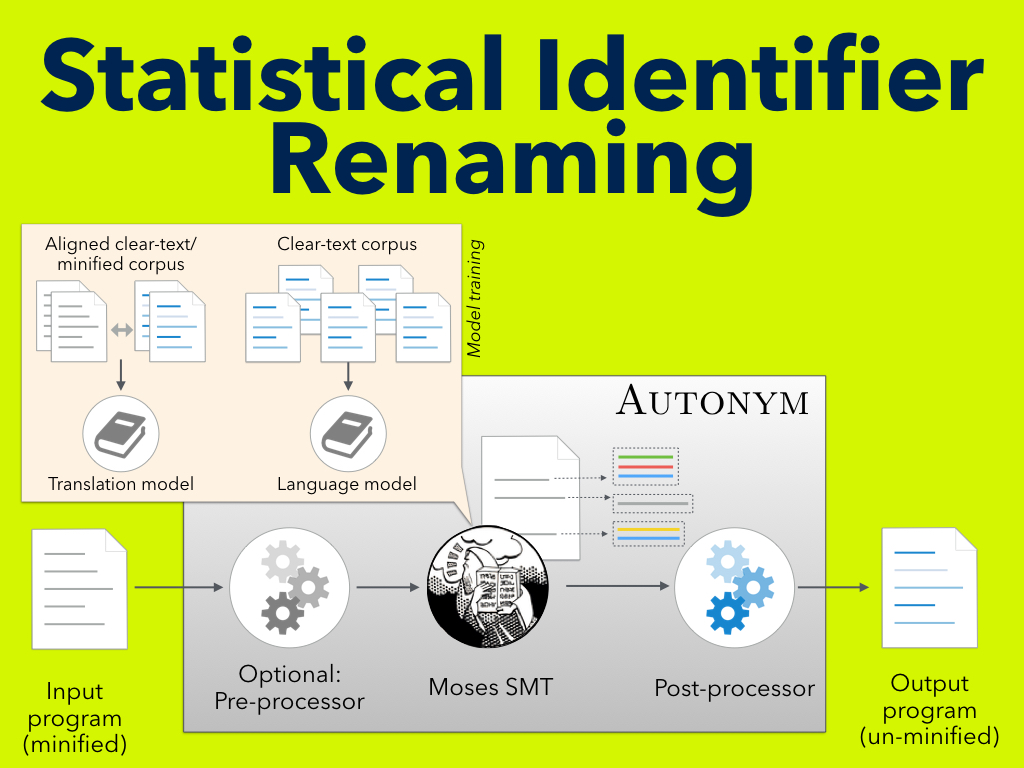 Statistical Identifier
Renaming
Aligned clear-text/
minified corpus
Clear-text corpus
Model training
Translation model
Language model
AUTONYM
Input
program
(minified)
Optional:
Pre-processor
Moses SMT
Post-processor
Output
program
(un-minified)